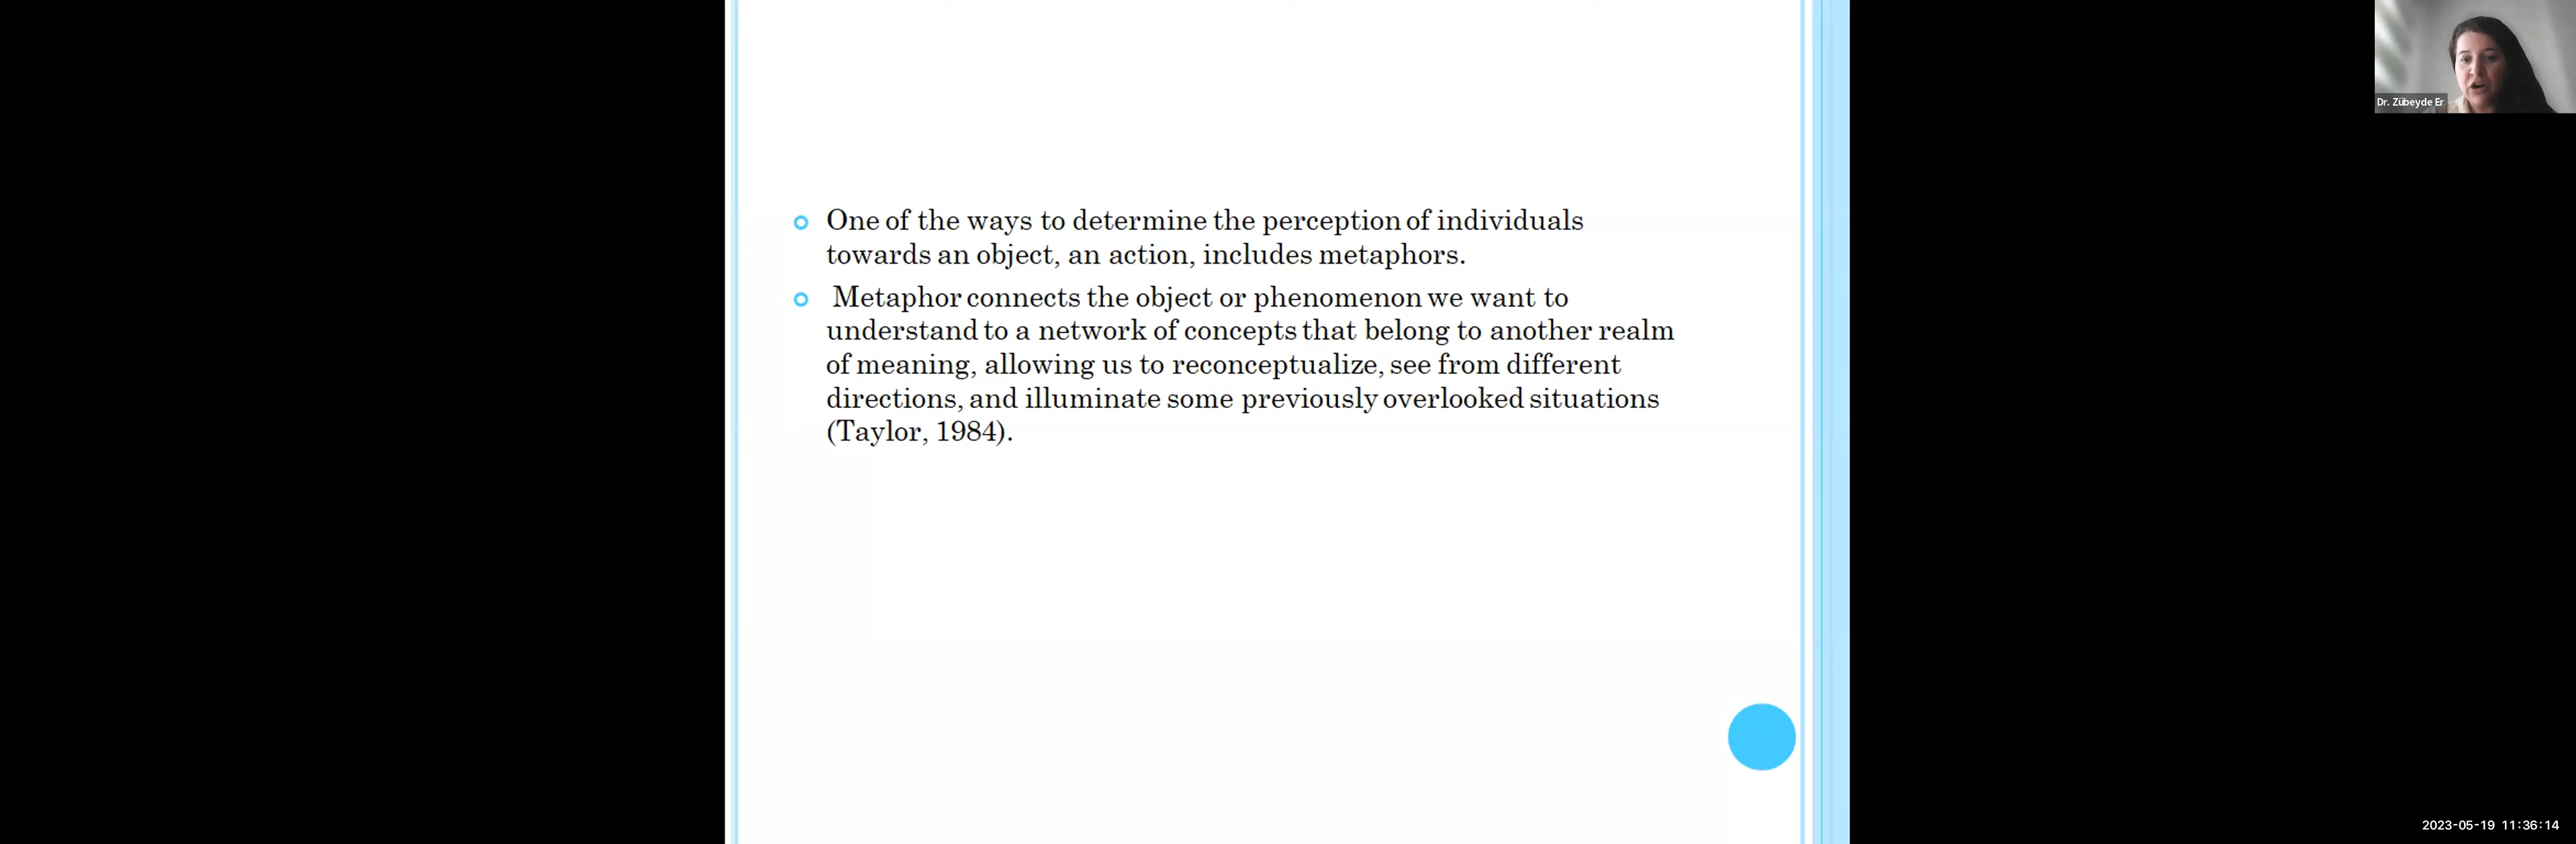 One of the ways to determine the perception of individuals
towards an object, an action, includes metaphors.
Metaphor connects the object or phenomenon we want to
understand to a network of concepts that belong to another realm
of meaning, allowing us to reconceptualize, see from different
directions, and illuminate some previously overlooked situations
(Taylor, 1984).
Dr. Zübeyde Er
2023-05-19 11:36:14